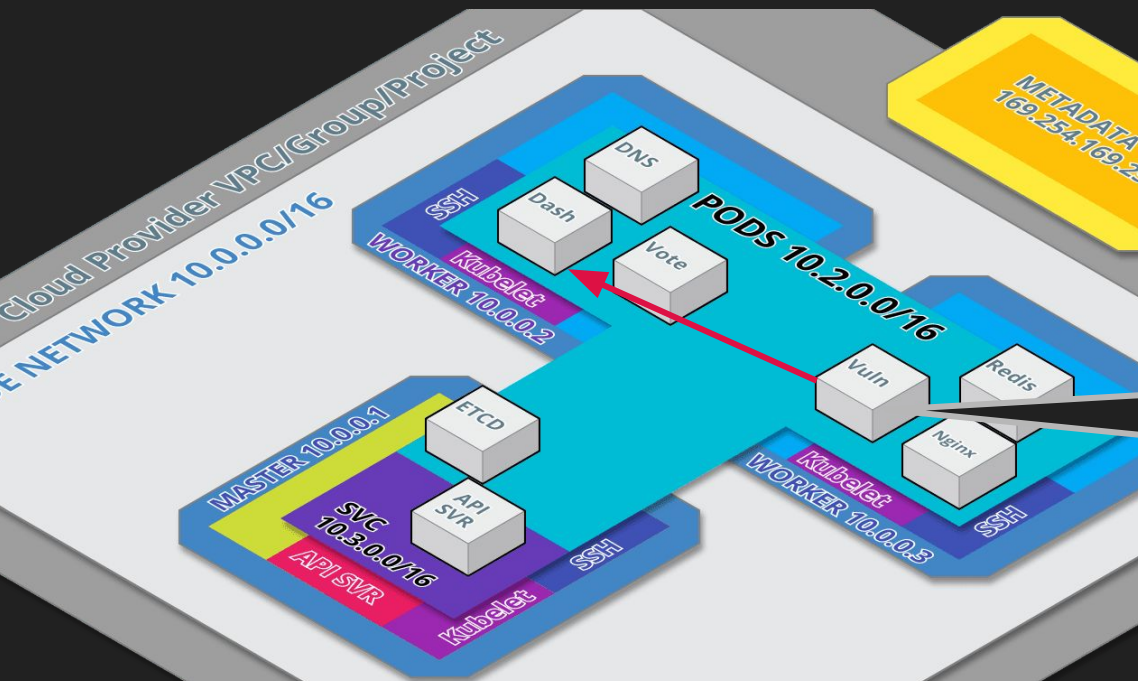 Cloud Provider VPC/Group/Project
E NETWORK 10.0.0.0/16
METADATA
169.254.169.25
DNS
Dash
Vote
SSH
Kubelet
WORKER 10.0.0.2
PODS 10.2.0.0/16
Vuln
Redis
Nginx
Kubelet
WORKER 10.0.0.3
SSH
ETCD
MASTER 10.0.0.1
API
SVR
SVC
10.3.0.0/16
API SVR
Kubelet
SSH